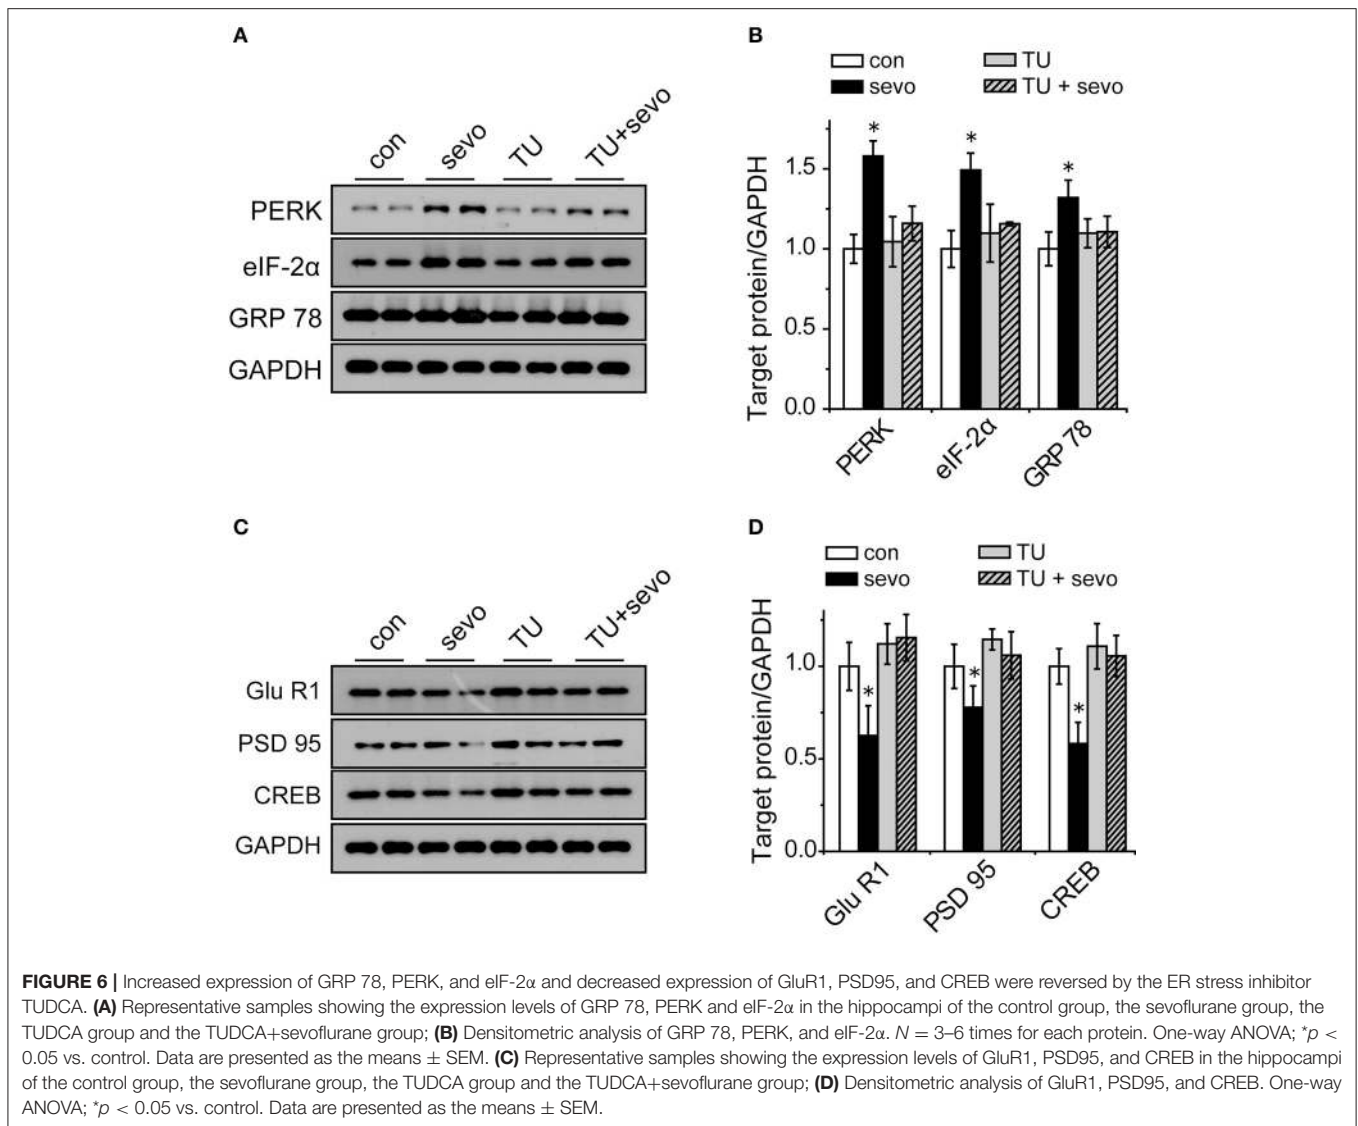 A
con sevo TU TU+sevo
PERK
eIF-2α
GRP 78
GAPDH
B
con TU
sevo TU + sevo
Target protein/GAPDH
1.5
1.0
0.5
0.0
* * *
PERK eIF-2α GRP 78
C
con sevo TU TU+sevo
Glu R1
PSD 95
CREB
GAPDH
D
con TU
sevo TU + sevo
Target protein/GAPDH
1.0
0.5
0.0
* * *
Glu R1 PSD 95 CREB
FIGURE 6 | Increased expression of GRP 78, PERK, and eIF-2α and decreased expression of GluR1, PSD95, and CREB were reversed by the ER stress inhibitor
TUDCA. (A) Representative samples showing the expression levels of GRP 78, PERK and eIF-2α in the hippocampi of the control group, the sevoflurane group, the
TUDCA group and the TUDCA+sevoflurane group; (B) Densitometric analysis of GRP 78, PERK, and eIF-2α. N = 3–6 times for each protein. One-way ANOVA; *p <
0.05 vs. control. Data are presented as the means ± SEM. (C) Representative samples showing the expression levels of GluR1, PSD95, and CREB in the hippocampi
of the control group, the sevoflurane group, the TUDCA group and the TUDCA+sevoflurane group; (D) Densitometric analysis of GluR1, PSD95, and CREB. One-way
ANOVA; *p < 0.05 vs. control. Data are presented as the means ± SEM.